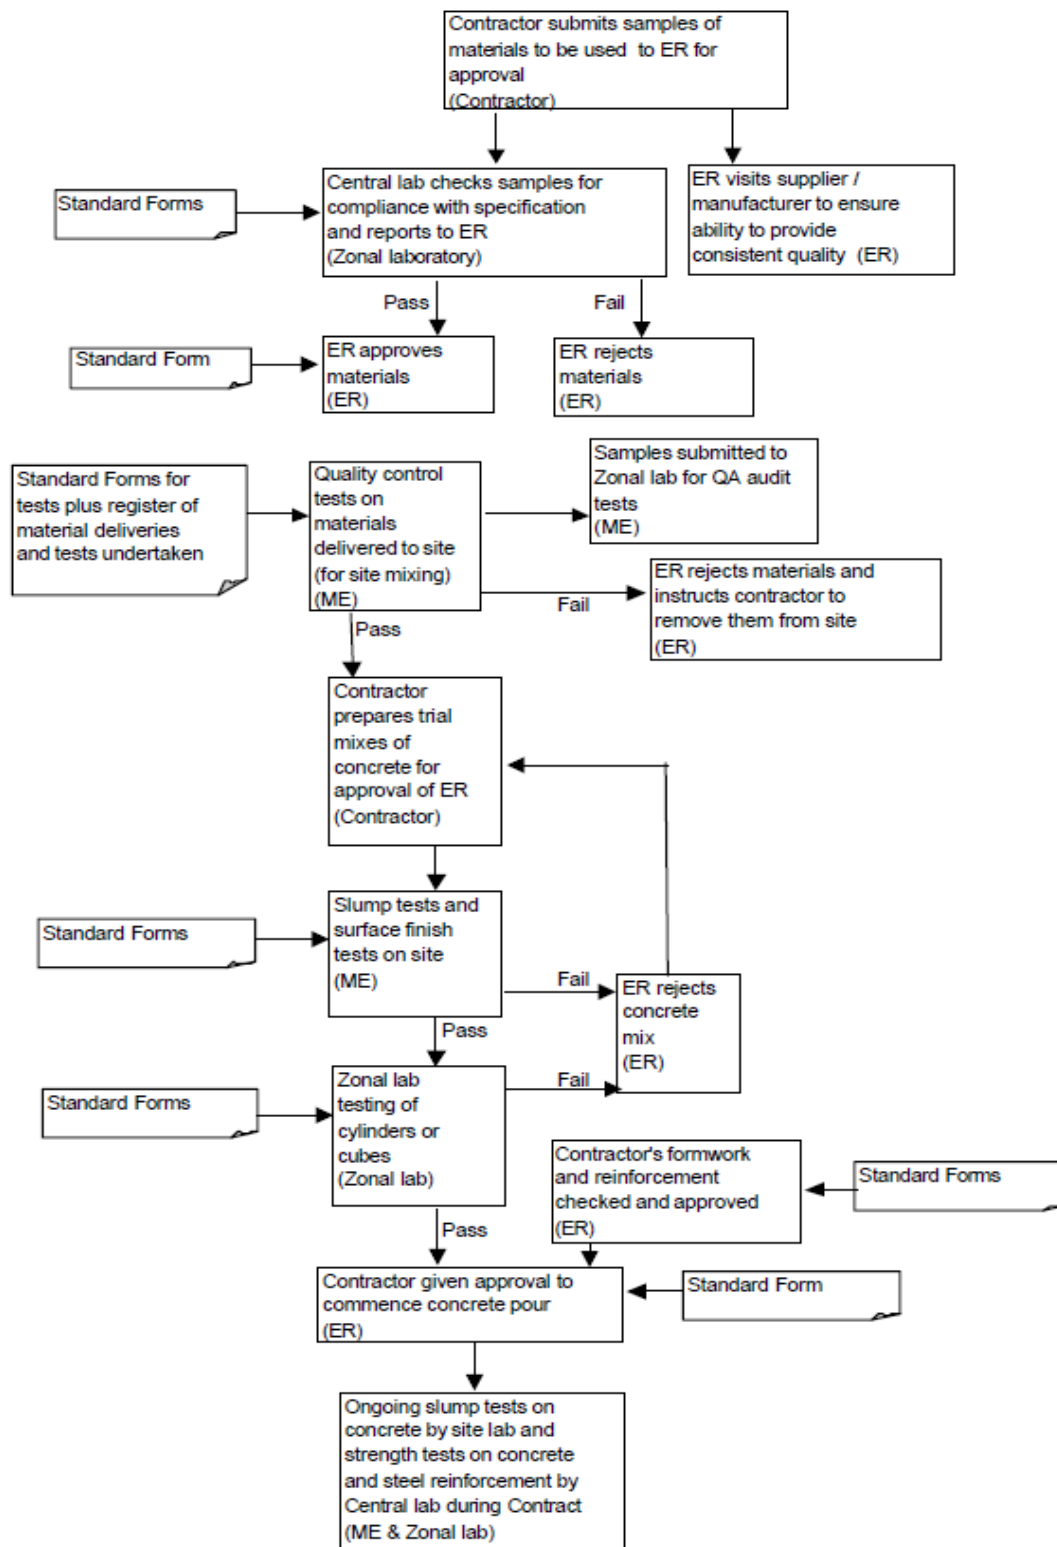 Contractor submits samples of
materials to be used to ER for
approval
(Contractor)
Standard Forms
Central lab checks samples for
compliance with specification
and reports to ER
(Zonal laboratory)
ER visits supplier /
manufacturer to ensure
ability to provide
consistent quality (ER)
Pass
Fail
Standard Form
ER approves
materials
(ER)
ER rejects
materials
(ER)
Standard Forms for
tests plus register of
material deliveries
and tests undertaken
Quality control
tests on
materials
delivered to site
(for site mixing)
(ME)
Samples submitted to
Zonal lab for QA audit
tests
(ME)
Fail
ER rejects materials and
instructs contractor to
remove them from site
(ER)
Pass
Contractor
prepares trial
mixes of
concrete for
approval of ER
(Contractor)
Standard Forms
Slump tests and
surface finish
tests on site
(ME)
Fail
ER rejects
concrete
mix
(ER)
Pass
Standard Forms
Zonal lab
testing of
cylinders or
cubes
(Zonal lab)
Fail
Contractor's formwork
and reinforcement
checked and approved
(ER)
Standard Forms
Pass
Contractor given approval to
commence concrete pour
(ER)
Standard Form
Ongoing slump tests on
concrete by site lab and
strength tests on concrete
and steel reinforcement by
Central lab during Contract
(ME & Zonal lab)